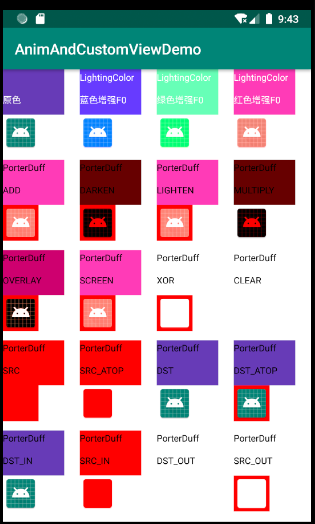 9:43
AnimAndCustomViewDemo
LightingColor LightingColor LightingColor
原色 蓝色增强F0 绿色增强F0 红色增强F0
PorterDuff PorterDuff PorterDuff PorterDuff
ADD DARKEN LIGHTEN MULTIPLY
PorterDuff PorterDuff PorterDuff PorterDuff
OVERLAY SCREEN XOR CLEAR
PorterDuff PorterDuff PorterDuff PorterDuff
SRC SRC_ATOP DST DST_ATOP
PorterDuff PorterDuff PorterDuff PorterDuff
DST_IN SRC_IN DST_OUT SRC_OUT